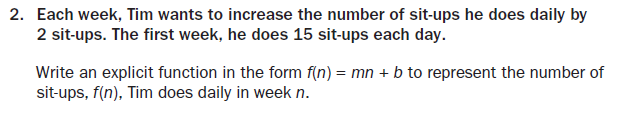 2. Each week, Tim wants to increase the number of sit-ups he does daily by
2 sit-ups. The first week, he does 15 sit-ups each day.
Write an explicit function in the form f(n) = mn + b to represent the number of
sit-ups, f(n), Tim does daily in week n.